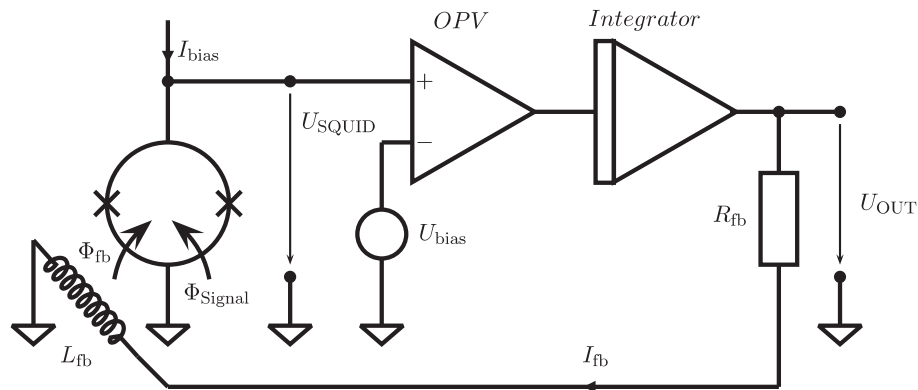 OPV
Integrator
I_bias
+
U_SQUID
−
U_bias
R_fb
U_OUT
Φ_fb
Φ_Signal
L_fb
I_fb